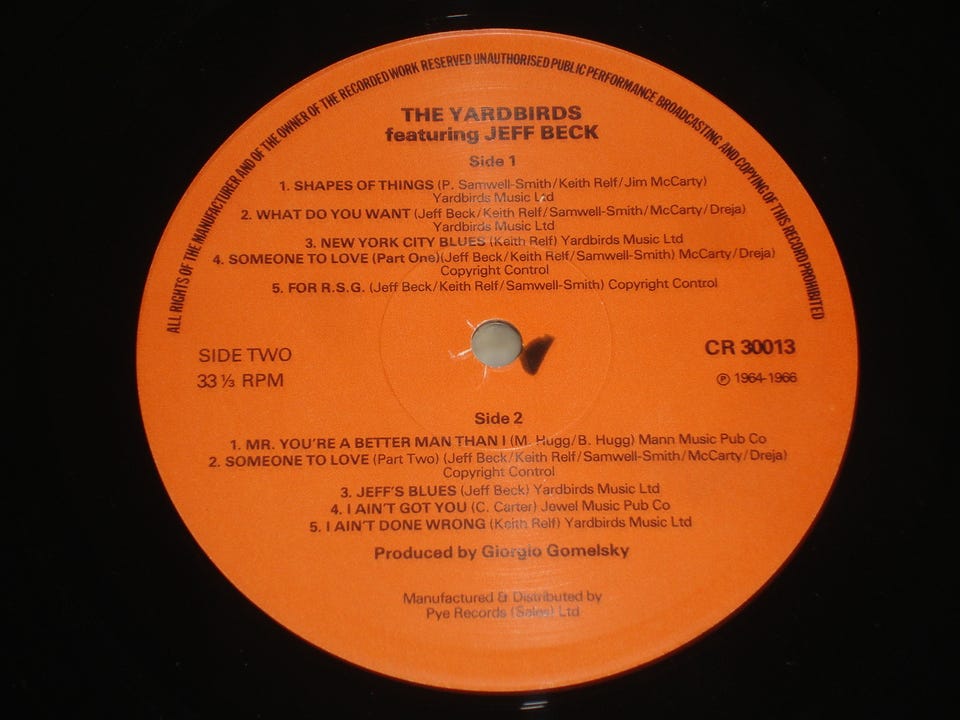 ALL RIGHTS OF THE MANUFACTURER AND OF THE OWNER OF THE RECORDED WORK RESERVED UNAUTHORISED PUBLIC PERFORMANCE BROADCASTING AND COPYING OF THIS RECORD PROHIBITED
THE YARDBIRDS
featuring JEFF BECK
Side 1
1. SHAPES OF THINGS (P. Samwell-Smith/Keith Relf/Jim McCarty)
Yardbirds Music Ltd
2. WHAT DO YOU WANT (Jeff Beck/Keith Relf/Samwell-Smith/McCarty/Dreja)
Yardbirds Music Ltd
3. NEW YORK CITY BLUES (Keith Relf) Yardbirds Music Ltd
4. SOMEONE TO LOVE (Part One)(Jeff Beck/Keith Relf/Samwell-Smith) McCarty/Dreja)
Copyright Control
5. FOR R.S.G. (Jeff Beck/Keith Relf/Samwell-Smith) Copyright Control
SIDE TWO
33⅓ RPM
CR 30013
℗ 1964-1966
Side 2
1. MR. YOU'RE A BETTER MAN THAN I (M. Hugg/B. Hugg) Mann Music Pub Co
2. SOMEONE TO LOVE (Part Two) (Jeff Beck/Keith Relf/Samwell-Smith/McCarty/Dreja)
Copyright Control
3. JEFF'S BLUES (Jeff Beck) Yardbirds Music Ltd
4. I AIN'T GOT YOU (C. Carter) Jewel Music Pub Co
5. I AIN'T DONE WRONG (Keith Relf) Yardbirds Music Ltd
Produced by Giorgio Gomelsky
Manufactured & Distributed by
Pye Records (Sales) Ltd